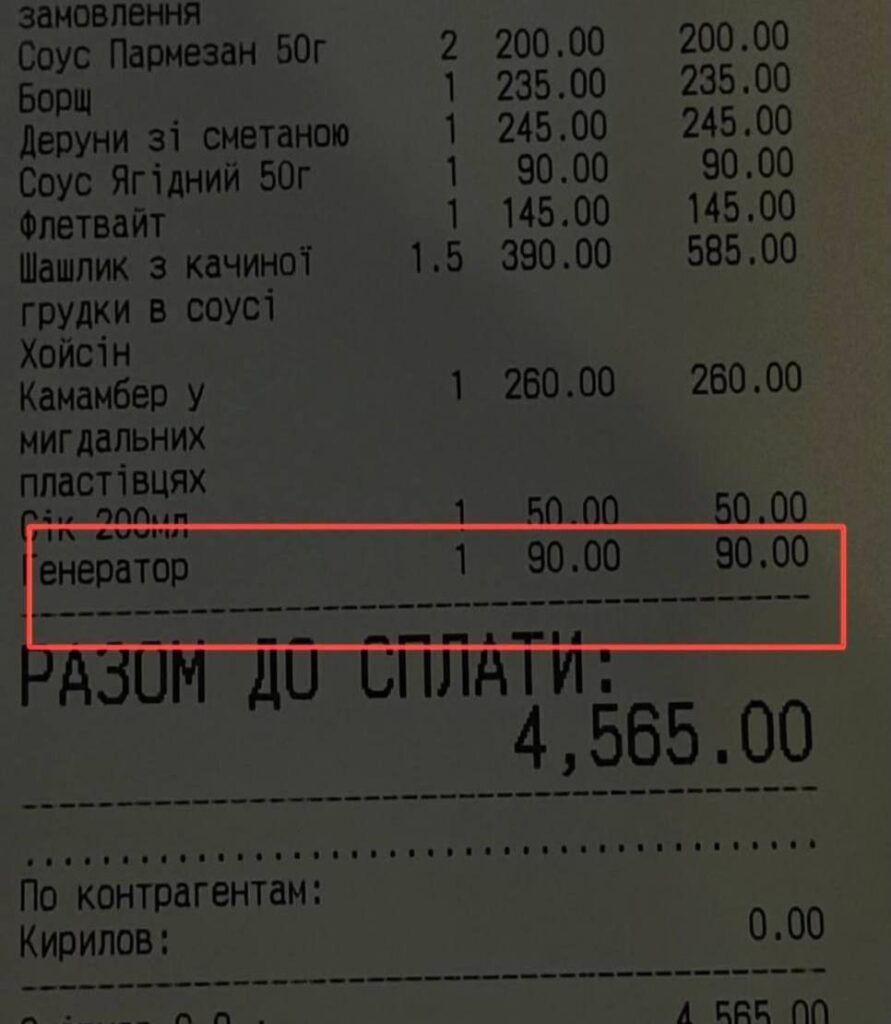 замовлення
Соус Пармезан 50г 2 200.00 200.00
Борщ 1 235.00 235.00
Деруни зі сметаною 1 245.00 245.00
Соус Ягідний 50г 1 90.00 90.00
Флетвайт 1 145.00 145.00
Шашлик з качиної 1.5 390.00 585.00
грудки в соусі
Хойсін
Камамбер у 1 260.00 260.00
мигдальних
пластівцях
Сік 200мл 1 50.00 50.00
Генератор 1 90.00 90.00
РАЗОМ ДО СПЛАТИ:
4,565.00
По контрагентам:
Кирилов: 0.00
4,565.00